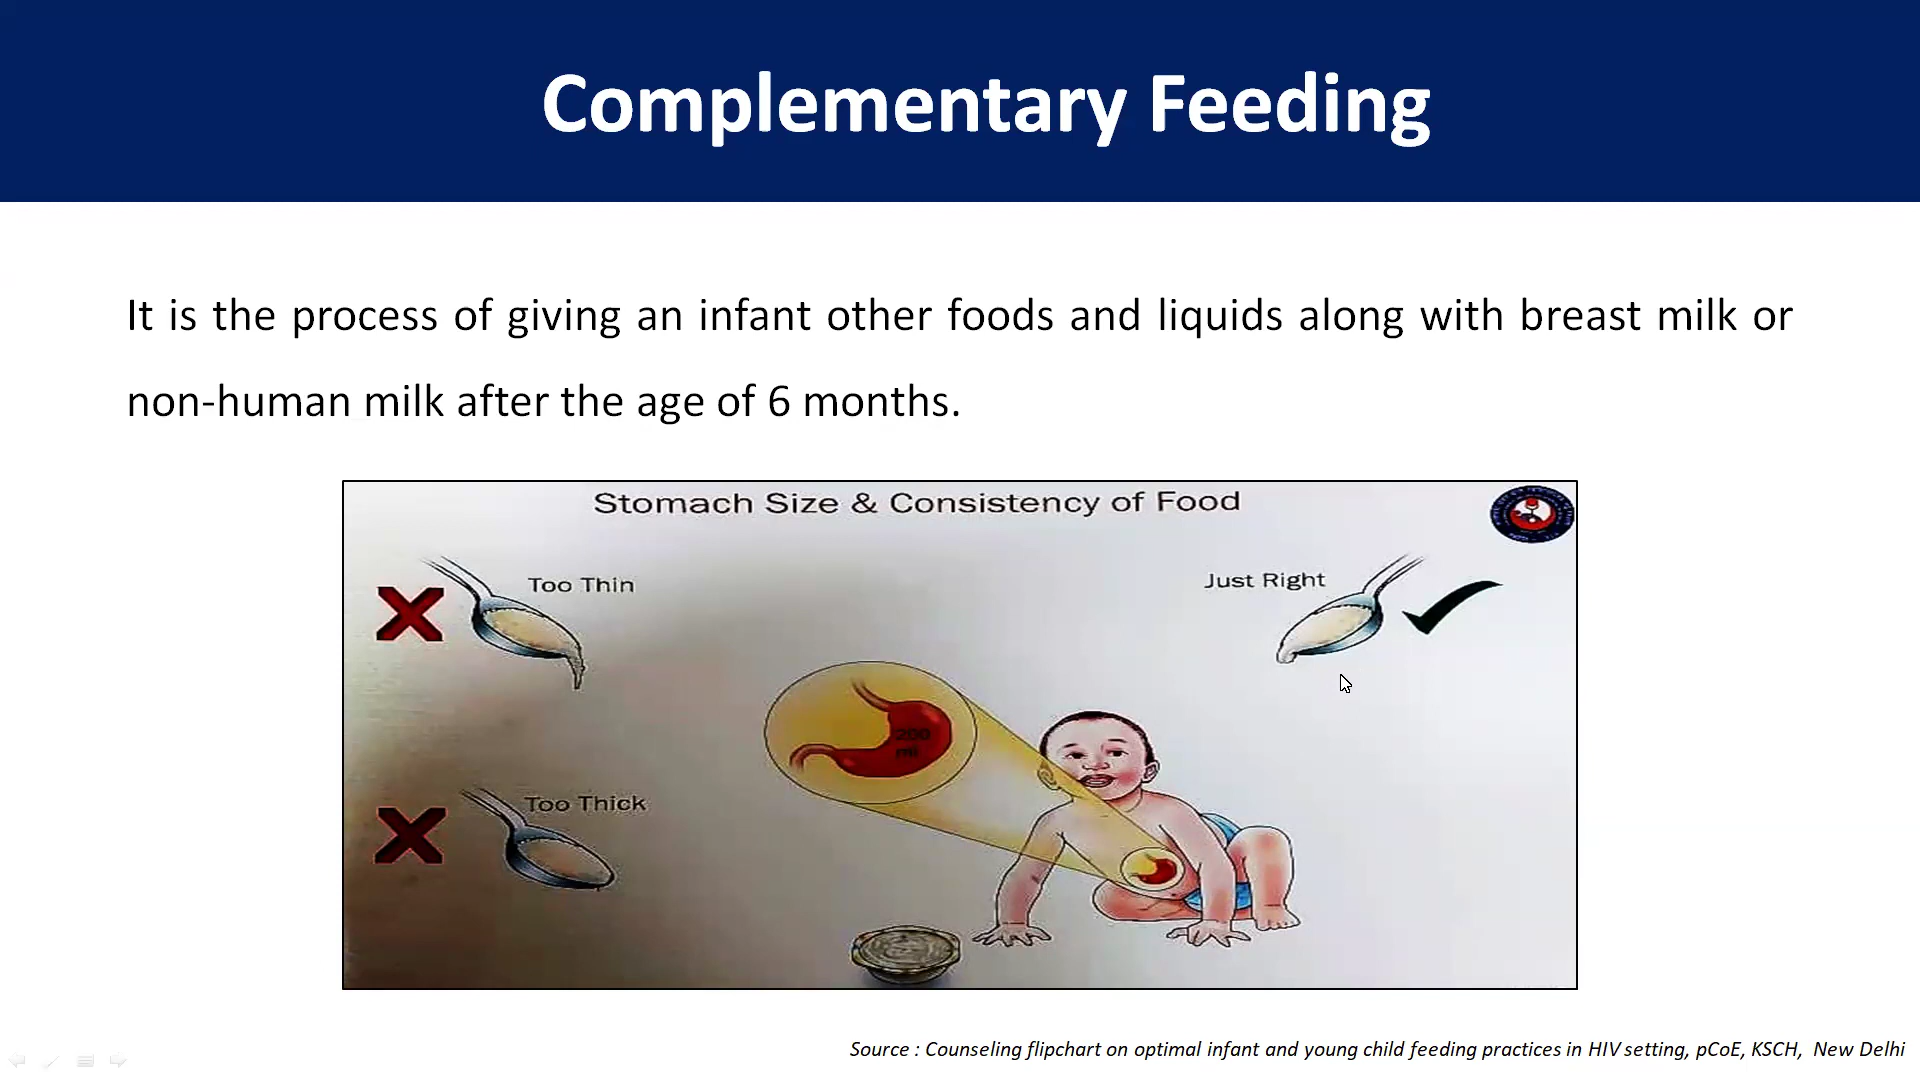 Complementary Feeding
It is the process of giving an infant other foods and liquids along with breast milk or
non-human milk after the age of 6 months.
Stomach Size & Consistency of Food
Too Thin
Just Right
200
ml
Too Thick
Source : Counseling flipchart on optimal infant and young child feeding practices in HIV setting, pCoE, KSCH, New Delhi